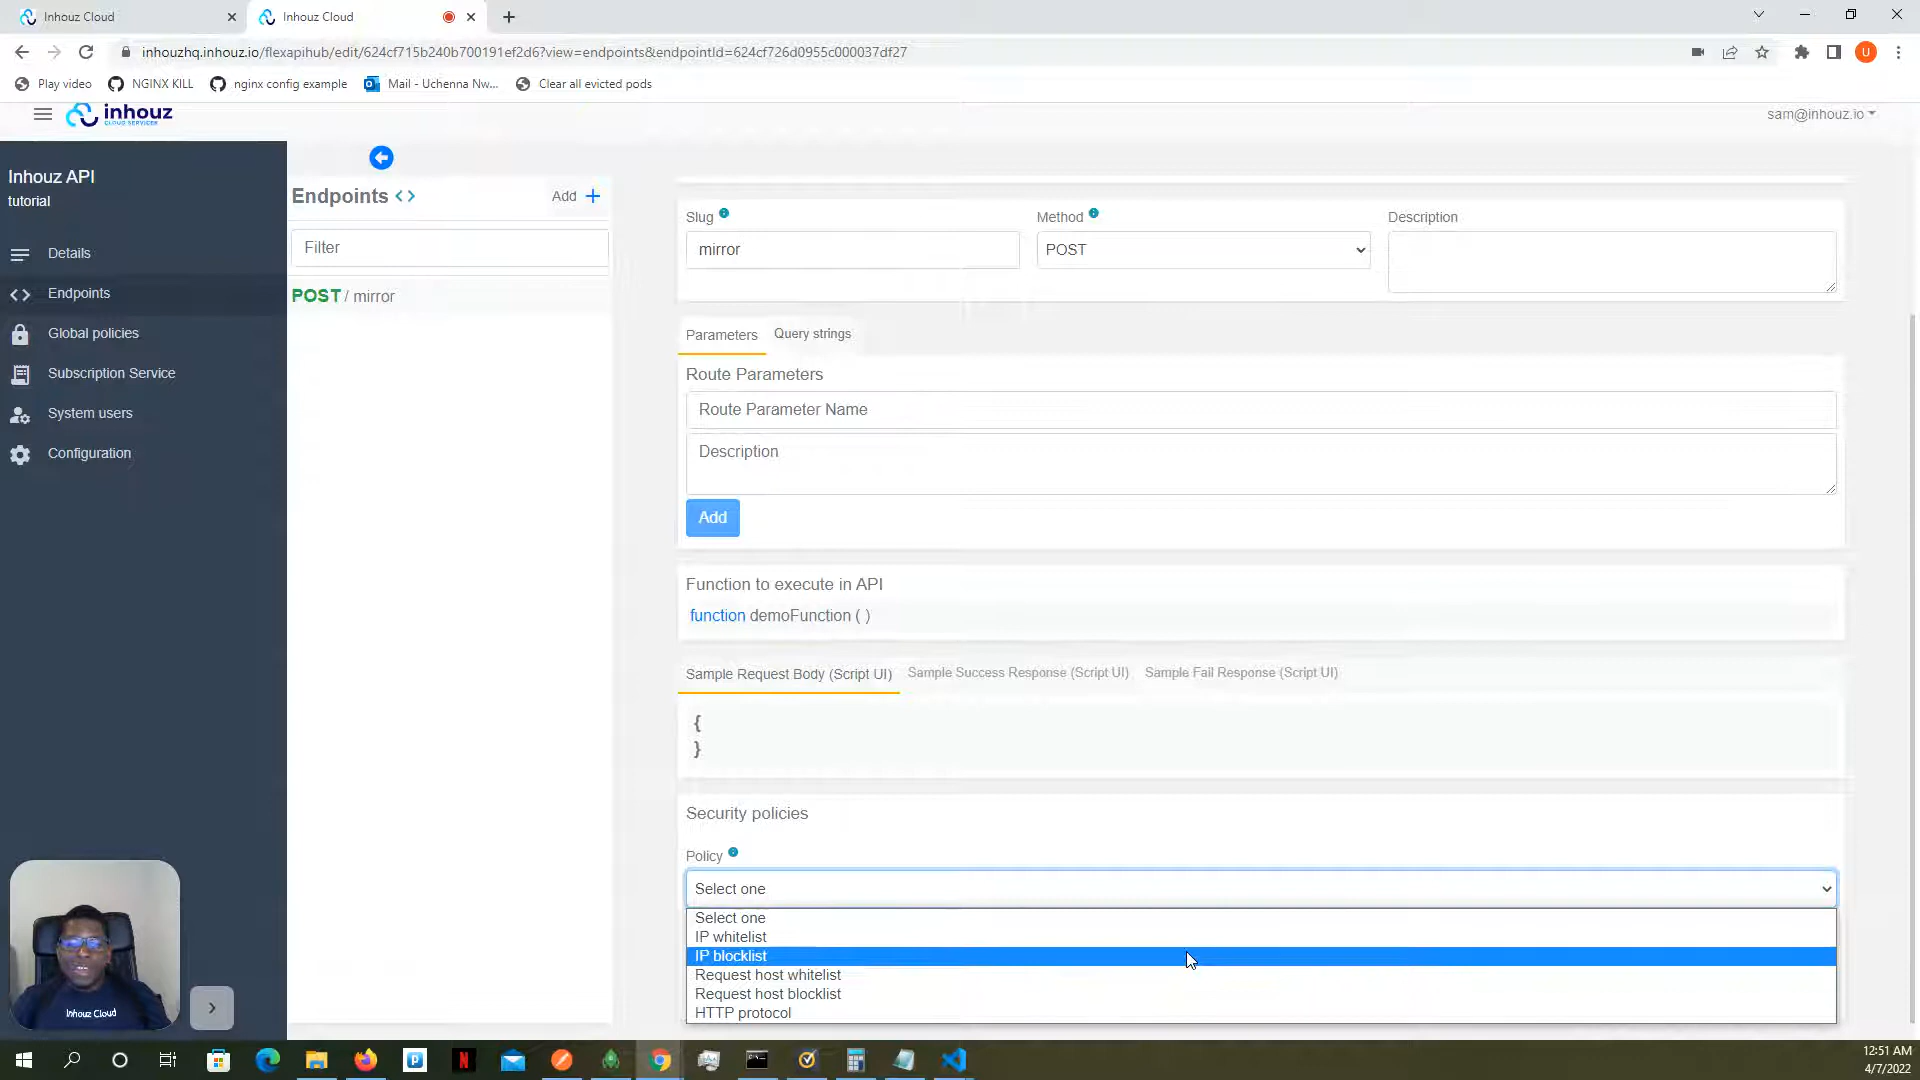 Inhouz Cloud
Inhouz Cloud
inhouzhq.inhouz.io/flexapihub/edit/624cf715b240b700191ef2d6?view=endpoints&endpointId=624cf726d0955c000037df27
U
Play video
NGINX KILL
nginx config example
Mail - Uchenna Nw...
Clear all evicted pods
inhouz
CLOUD SERVICES
sam@inhouz.io
Inhouz API
tutorial
Details
Endpoints
Global policies
Subscription Service
System users
Configuration
Endpoints <>
Add +
Filter
POST / mirror
Slug
Method
Description
mirror
POST
Parameters
Query strings
Route Parameters
Route Parameter Name
Description
Add
Function to execute in API
function demoFunction ( )
Sample Request Body (Script UI)
Sample Success Response (Script UI)
Sample Fail Response (Script UI)
{
}
Security policies
Policy
Select one
Select one
IP whitelist
IP blocklist
Request host whitelist
Request host blocklist
HTTP protocol
Inhouz Cloud
12:51 AM
4/7/2022